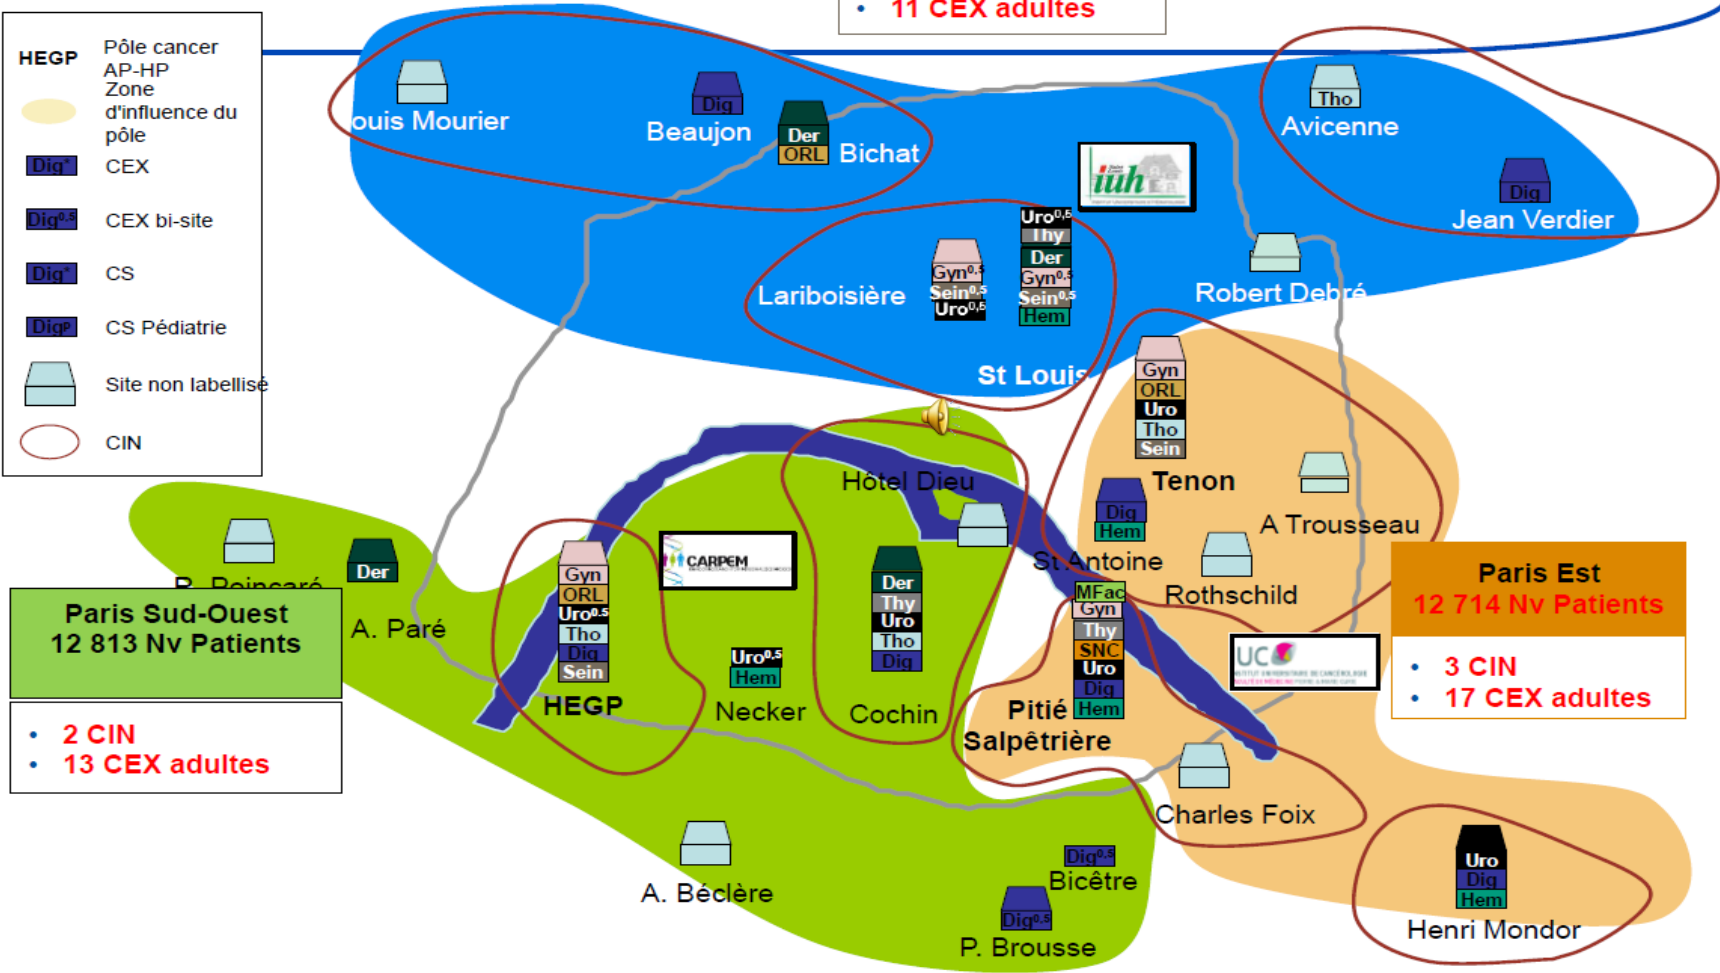 • 11 CEX adultes
HEGP
Pôle cancer
AP-HP
Zone
d'influence du
pôle
Dig*
CEX
Dig0,5
CEX bi-site
Dig*
CS
DigP
CS Pédiatrie
Site non labellisé
CIN
ouis Mourier
Dig
Beaujon
Der
ORL
Bichat
iuh
Tho
Avicenne
Dig
Jean Verdier
Robert Debré
Lariboisière
Gyn0,5
Sein0,5
Uro0,5
Uro0,5
Thy
Der
Gyn0,5
Sein0,5
Hem
St Louis
Gyn
ORL
Uro
Tho
Sein
Tenon
Hôtel Dieu
Dig
Hem
St Antoine
A Trousseau
Rothschild
R. Poincaré
Der
A. Paré
Paris Sud-Ouest
12 813 Nv Patients
• 2 CIN
• 13 CEX adultes
Gyn
ORL
Uro0.5
Tho
Dig
Sein
HEGP
CARPEM
Uro0,5
Hem
Necker
Der
Thy
Uro
Tho
Dig
Cochin
MFac
Gyn
Thy
SNC
Uro
Dig
Hem
Pitié
Salpêtrière
UC
Paris Est
12 714 Nv Patients
• 3 CIN
• 17 CEX adultes
Charles Foix
A. Béclère
Dig0,5
Bicêtre
Dig0,5
P. Brousse
Uro
Dig
Hem
Henri Mondor